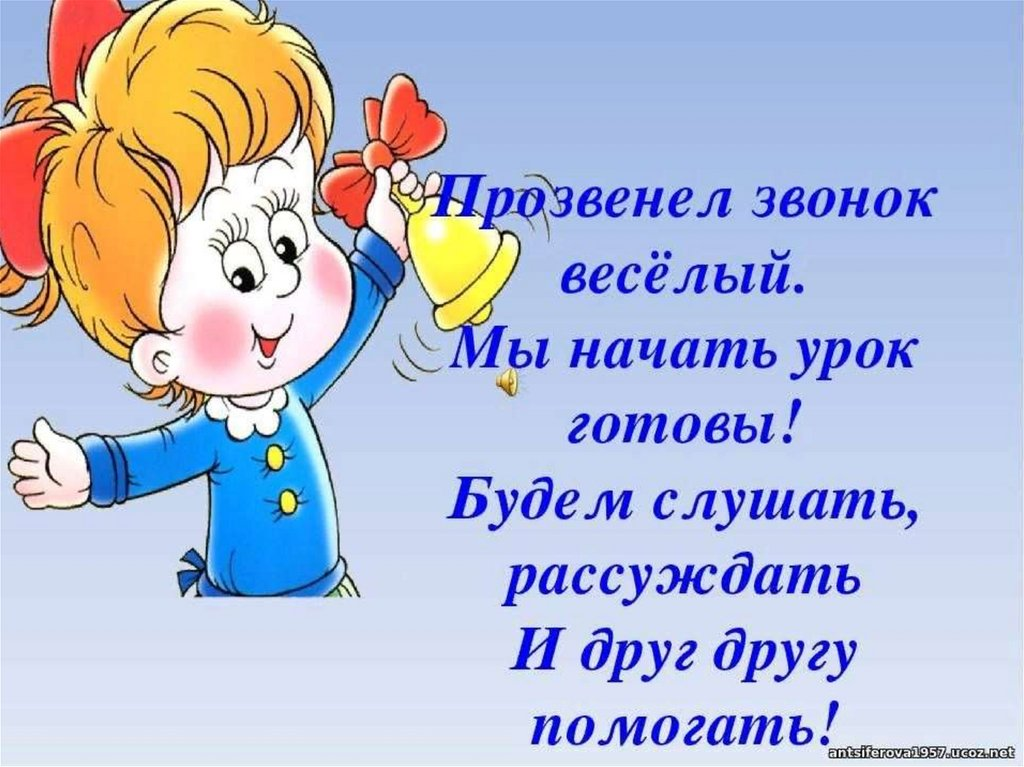 Прозвенел звонок
весёлый.
Мы начать урок
готовы!
Будем слушать,
рассуждать
И друг другу
помогать!
antsiferova1957.ucoz.net